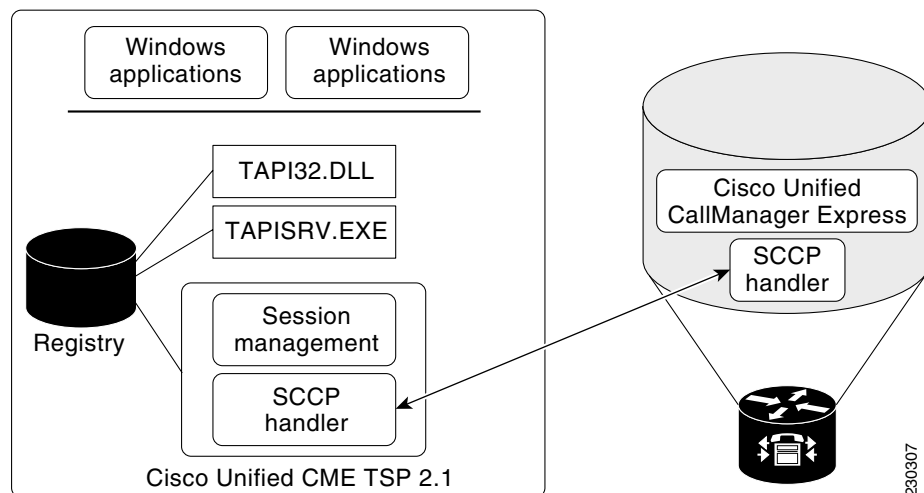 Windows
applications
Windows
applications
TAPI32.DLL
TAPISRV.EXE
Registry
Session
management
SCCP
handler
Cisco Unified CME TSP 2.1
Cisco Unified
CallManager Express
SCCP
handler
230307